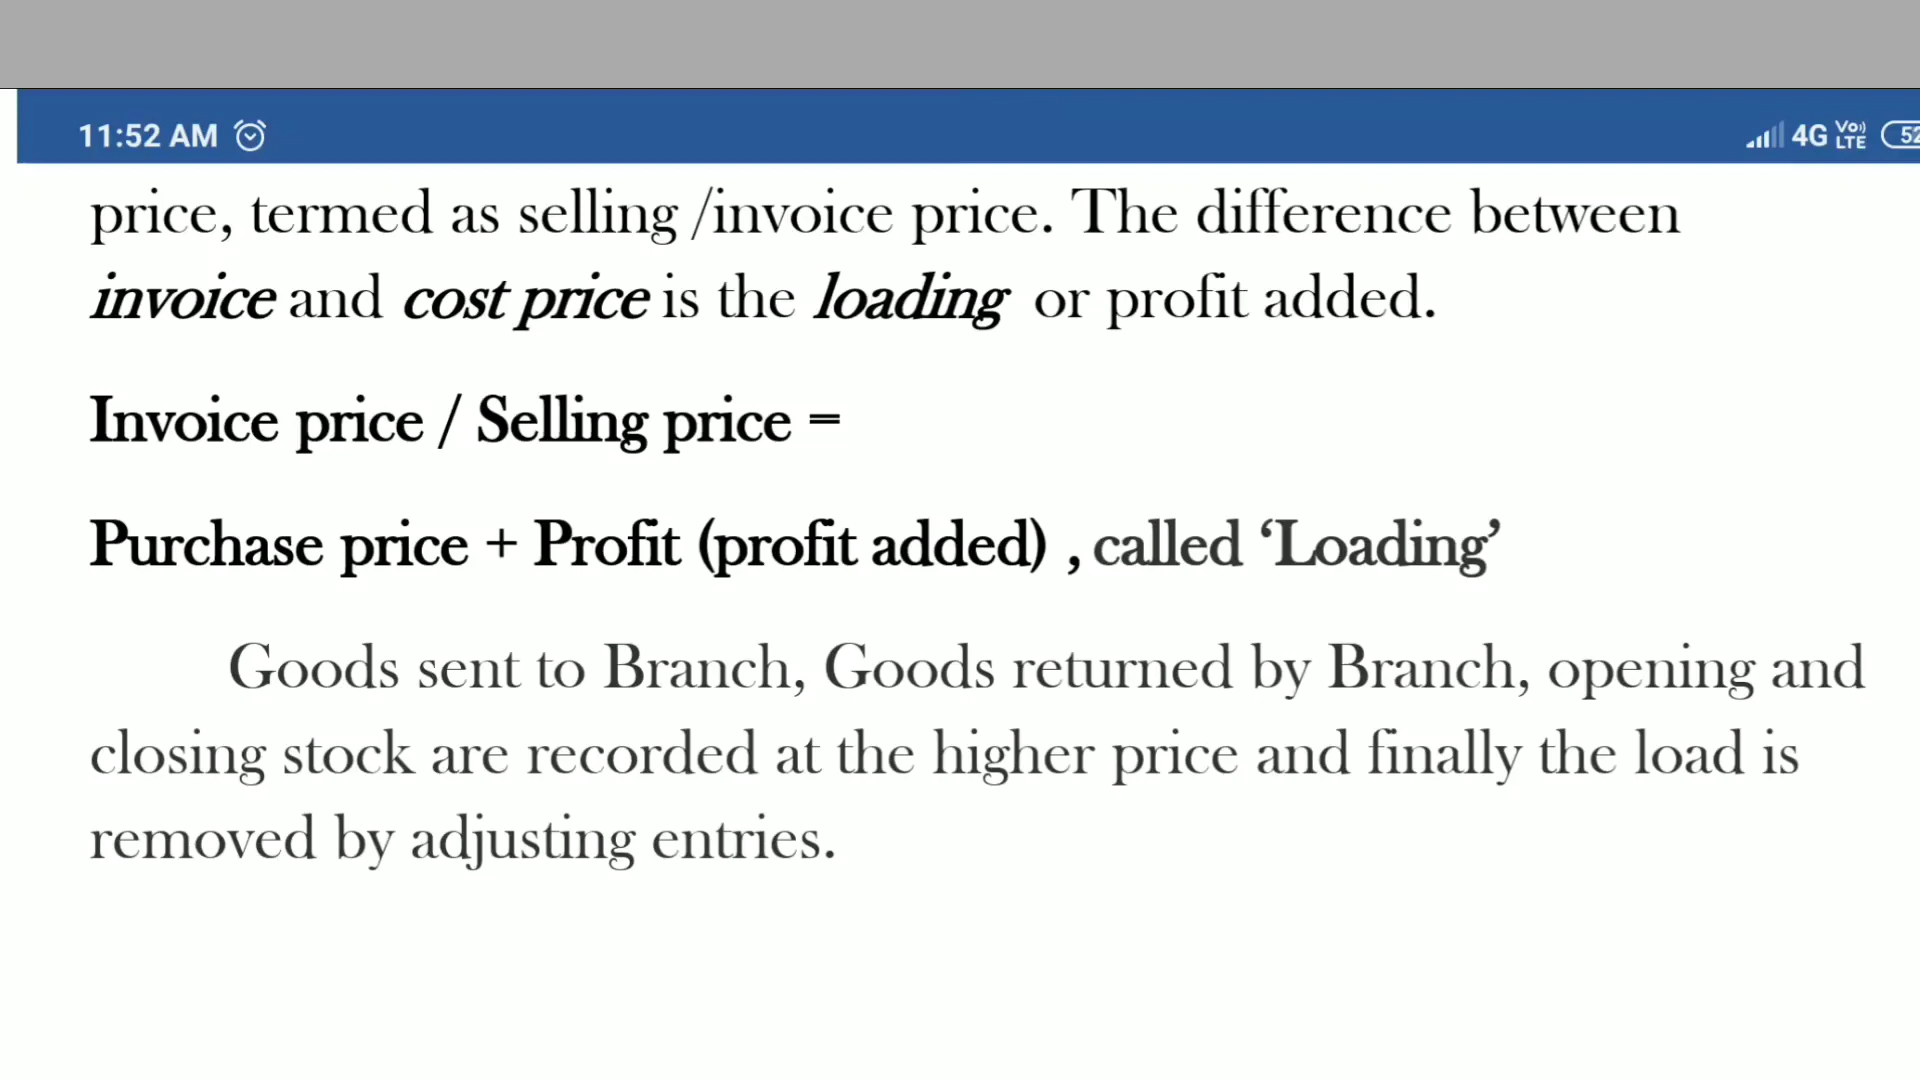 11:52 AM
4G Vo)) LTE 52
price, termed as selling /invoice price. The difference between
invoice and cost price is the loading or profit added.
Invoice price / Selling price =
Purchase price + Profit (profit added) , called ‘Loading’
Goods sent to Branch, Goods returned by Branch, opening and
closing stock are recorded at the higher price and finally the load is
removed by adjusting entries.